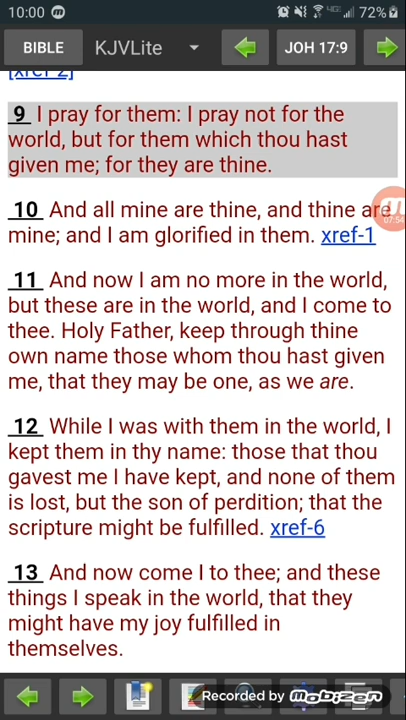 10:00 72%
BIBLE KJVLite JOH 17:9
9 I pray for them: I pray not for the
world, but for them which thou hast
given me; for they are thine.
10 And all mine are thine, and thine are
mine; and I am glorified in them. xref-1
07:54
11 And now I am no more in the world,
but these are in the world, and I come to
thee. Holy Father, keep through thine
own name those whom thou hast given
me, that they may be one, as we are.
12 While I was with them in the world, I
kept them in thy name: those that thou
gavest me I have kept, and none of them
is lost, but the son of perdition; that the
scripture might be fulfilled. xref-6
13 And now come I to thee; and these
things I speak in the world, that they
might have my joy fulfilled in
themselves.
Recorded by mobizen